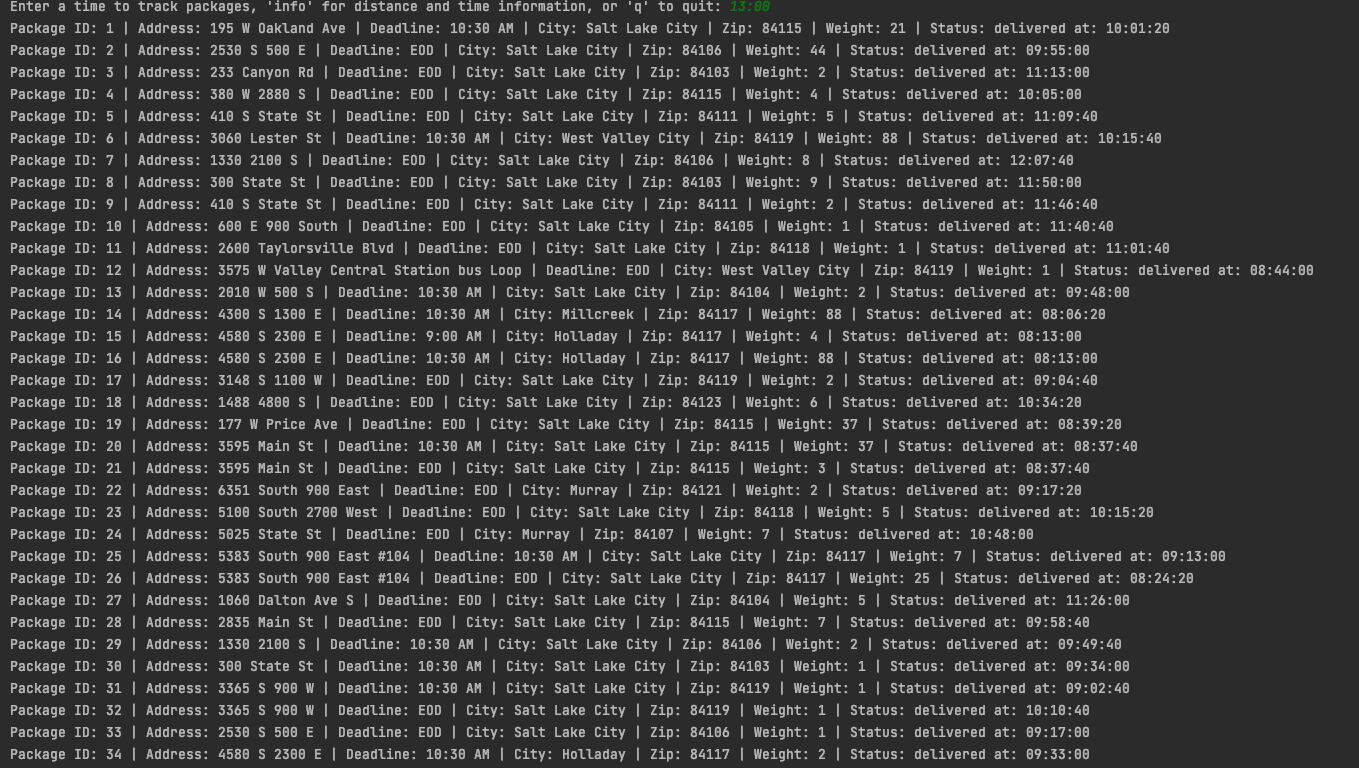 Enter a time to track packages, 'info' for distance and time information, or 'q' to quit: 13:00
Package ID: 1 | Address: 195 W Oakland Ave | Deadline: 10:30 AM | City: Salt Lake City | Zip: 84115 | Weight: 21 | Status: delivered at: 10:01:20
Package ID: 2 | Address: 2530 S 500 E | Deadline: EOD | City: Salt Lake City | Zip: 84106 | Weight: 44 | Status: delivered at: 09:55:00
Package ID: 3 | Address: 233 Canyon Rd | Deadline: EOD | City: Salt Lake City | Zip: 84103 | Weight: 2 | Status: delivered at: 11:13:00
Package ID: 4 | Address: 380 W 2880 S | Deadline: EOD | City: Salt Lake City | Zip: 84115 | Weight: 4 | Status: delivered at: 10:05:00
Package ID: 5 | Address: 410 S State St | Deadline: EOD | City: Salt Lake City | Zip: 84111 | Weight: 5 | Status: delivered at: 11:09:40
Package ID: 6 | Address: 3060 Lester St | Deadline: 10:30 AM | City: West Valley City | Zip: 84119 | Weight: 88 | Status: delivered at: 10:15:40
Package ID: 7 | Address: 1330 2100 S | Deadline: EOD | City: Salt Lake City | Zip: 84106 | Weight: 8 | Status: delivered at: 12:07:40
Package ID: 8 | Address: 300 State St | Deadline: EOD | City: Salt Lake City | Zip: 84103 | Weight: 9 | Status: delivered at: 11:50:00
Package ID: 9 | Address: 410 S State St | Deadline: EOD | City: Salt Lake City | Zip: 84111 | Weight: 2 | Status: delivered at: 11:46:40
Package ID: 10 | Address: 600 E 900 South | Deadline: EOD | City: Salt Lake City | Zip: 84105 | Weight: 1 | Status: delivered at: 11:40:40
Package ID: 11 | Address: 2600 Taylorsville Blvd | Deadline: EOD | City: Salt Lake City | Zip: 84118 | Weight: 1 | Status: delivered at: 11:01:40
Package ID: 12 | Address: 3575 W Valley Central Station bus Loop | Deadline: EOD | City: West Valley City | Zip: 84119 | Weight: 1 | Status: delivered at: 08:44:00
Package ID: 13 | Address: 2010 W 500 S | Deadline: 10:30 AM | City: Salt Lake City | Zip: 84104 | Weight: 2 | Status: delivered at: 09:48:00
Package ID: 14 | Address: 4300 S 1300 E | Deadline: 10:30 AM | City: Millcreek | Zip: 84117 | Weight: 88 | Status: delivered at: 08:06:20
Package ID: 15 | Address: 4580 S 2300 E | Deadline: 9:00 AM | City: Holladay | Zip: 84117 | Weight: 4 | Status: delivered at: 08:13:00
Package ID: 16 | Address: 4580 S 2300 E | Deadline: 10:30 AM | City: Holladay | Zip: 84117 | Weight: 88 | Status: delivered at: 08:13:00
Package ID: 17 | Address: 3148 S 1100 W | Deadline: EOD | City: Salt Lake City | Zip: 84119 | Weight: 2 | Status: delivered at: 09:04:40
Package ID: 18 | Address: 1488 4800 S | Deadline: EOD | City: Salt Lake City | Zip: 84123 | Weight: 6 | Status: delivered at: 10:34:20
Package ID: 19 | Address: 177 W Price Ave | Deadline: EOD | City: Salt Lake City | Zip: 84115 | Weight: 37 | Status: delivered at: 08:39:20
Package ID: 20 | Address: 3595 Main St | Deadline: 10:30 AM | City: Salt Lake City | Zip: 84115 | Weight: 37 | Status: delivered at: 08:37:40
Package ID: 21 | Address: 3595 Main St | Deadline: EOD | City: Salt Lake City | Zip: 84115 | Weight: 3 | Status: delivered at: 08:37:40
Package ID: 22 | Address: 6351 South 900 East | Deadline: EOD | City: Murray | Zip: 84121 | Weight: 2 | Status: delivered at: 09:17:20
Package ID: 23 | Address: 5100 South 2700 West | Deadline: EOD | City: Salt Lake City | Zip: 84118 | Weight: 5 | Status: delivered at: 10:15:20
Package ID: 24 | Address: 5025 State St | Deadline: EOD | City: Murray | Zip: 84107 | Weight: 7 | Status: delivered at: 10:48:00
Package ID: 25 | Address: 5383 South 900 East #104 | Deadline: 10:30 AM | City: Salt Lake City | Zip: 84117 | Weight: 7 | Status: delivered at: 09:13:00
Package ID: 26 | Address: 5383 South 900 East #104 | Deadline: EOD | City: Salt Lake City | Zip: 84117 | Weight: 25 | Status: delivered at: 08:24:20
Package ID: 27 | Address: 1060 Dalton Ave S | Deadline: EOD | City: Salt Lake City | Zip: 84104 | Weight: 5 | Status: delivered at: 11:26:00
Package ID: 28 | Address: 2835 Main St | Deadline: EOD | City: Salt Lake City | Zip: 84115 | Weight: 7 | Status: delivered at: 09:58:40
Package ID: 29 | Address: 1330 2100 S | Deadline: 10:30 AM | City: Salt Lake City | Zip: 84106 | Weight: 2 | Status: delivered at: 09:49:40
Package ID: 30 | Address: 300 State St | Deadline: 10:30 AM | City: Salt Lake City | Zip: 84103 | Weight: 1 | Status: delivered at: 09:34:00
Package ID: 31 | Address: 3365 S 900 W | Deadline: 10:30 AM | City: Salt Lake City | Zip: 84119 | Weight: 1 | Status: delivered at: 09:02:40
Package ID: 32 | Address: 3365 S 900 W | Deadline: EOD | City: Salt Lake City | Zip: 84119 | Weight: 1 | Status: delivered at: 10:10:40
Package ID: 33 | Address: 2530 S 500 E | Deadline: EOD | City: Salt Lake City | Zip: 84106 | Weight: 1 | Status: delivered at: 09:17:00
Package ID: 34 | Address: 4580 S 2300 E | Deadline: 10:30 AM | City: Holladay | Zip: 84117 | Weight: 2 | Status: delivered at: 09:33:00